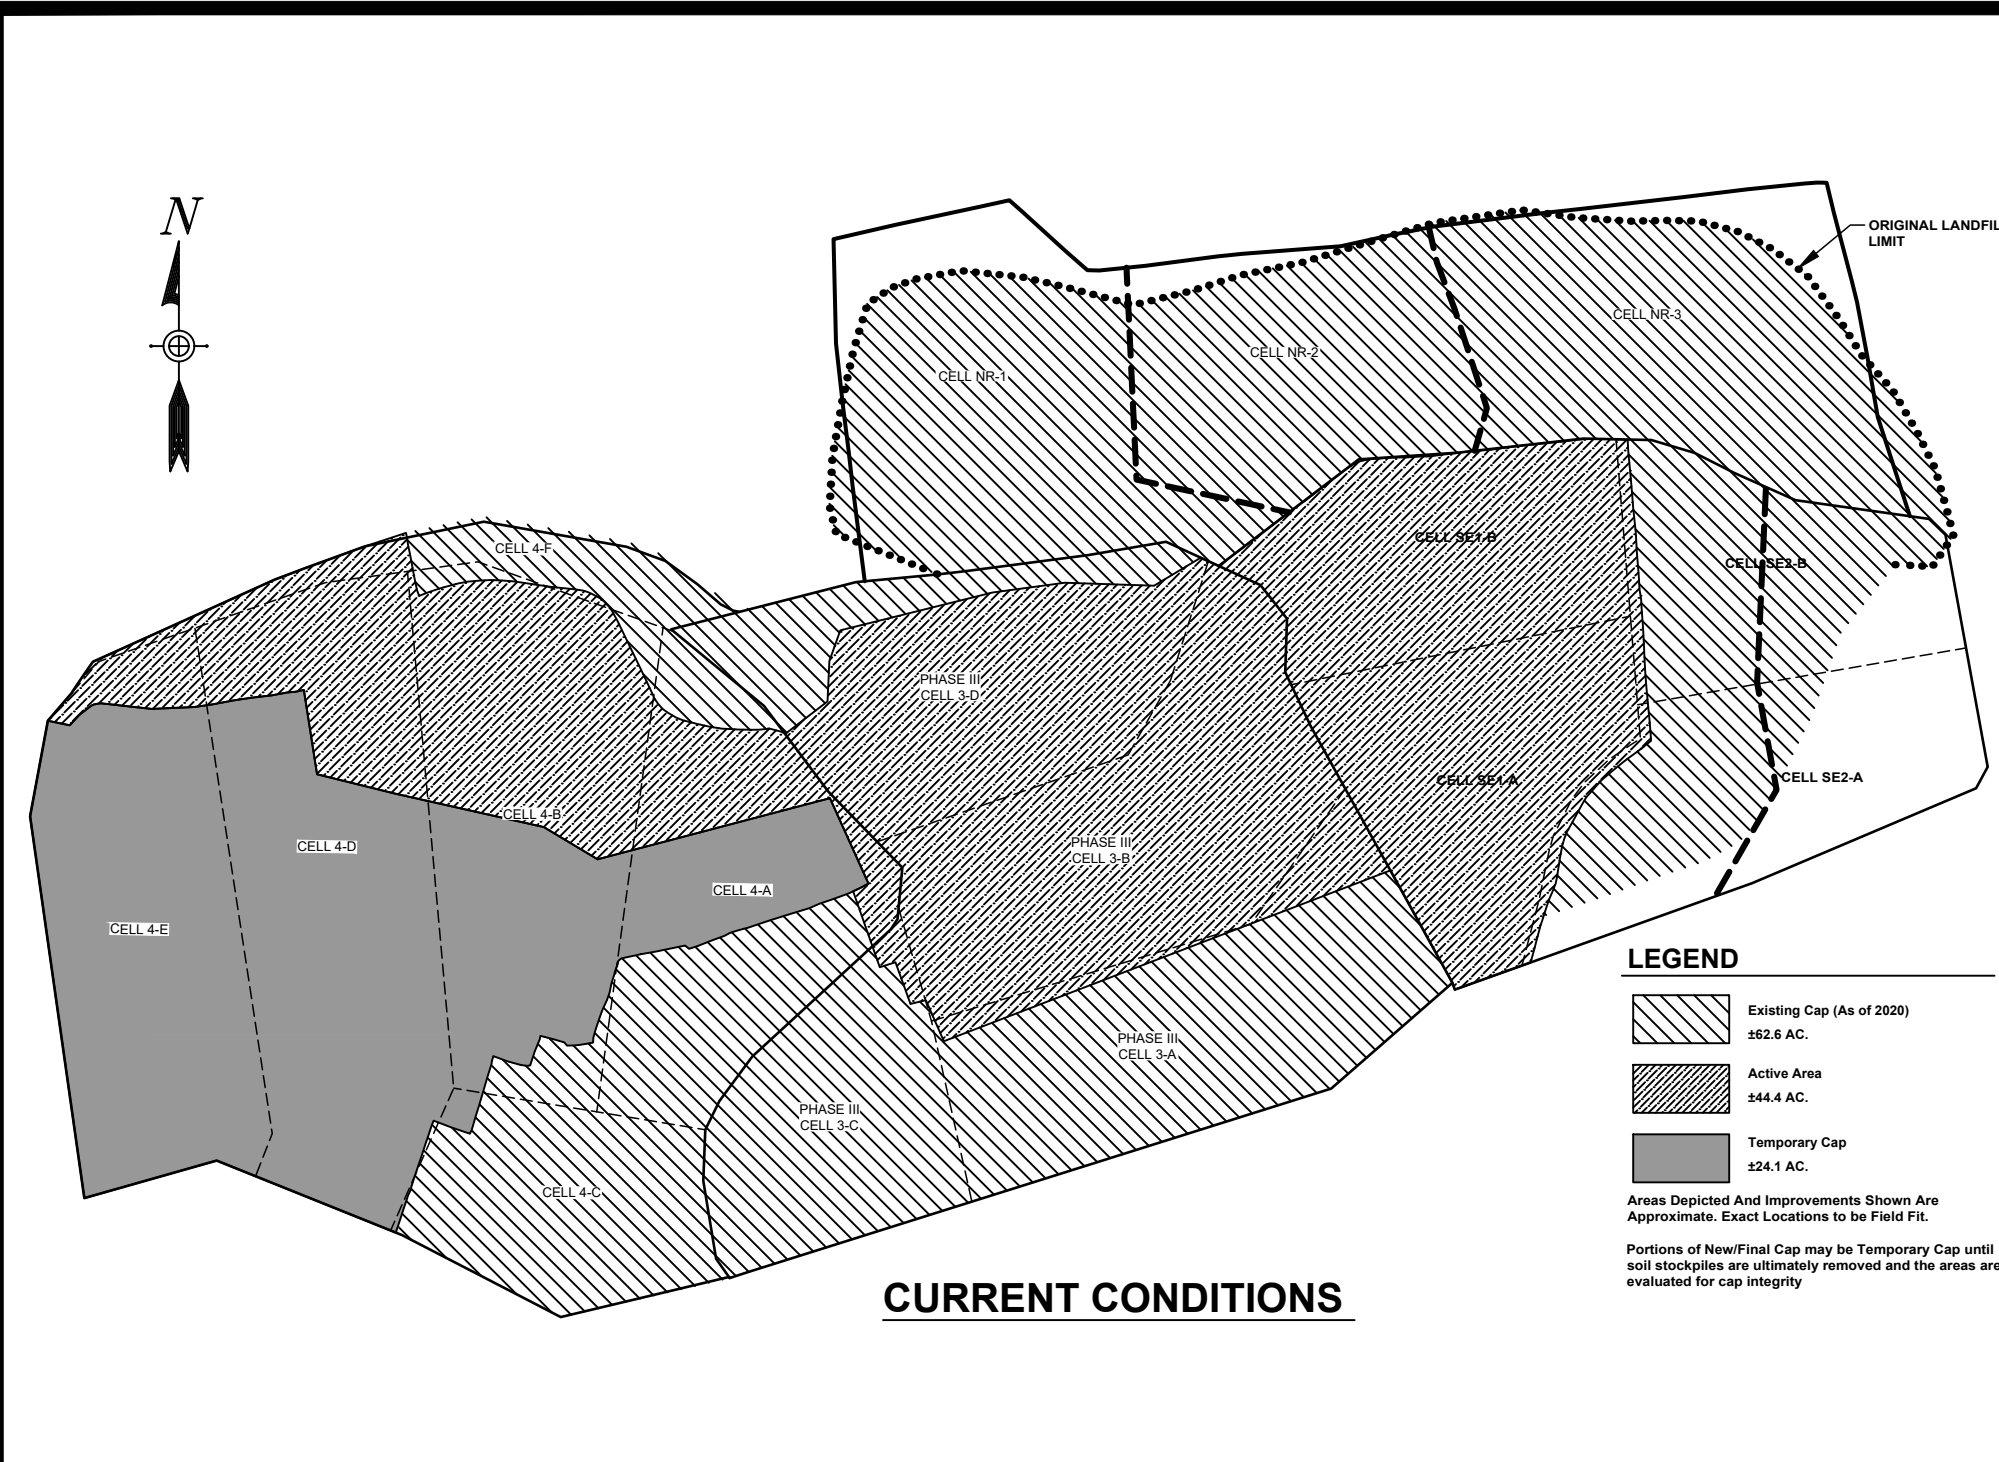 N
ORIGINAL LANDFIL
LIMIT
CELL NR-3
CELL NR-2
CELL NR-1
CELL SE1-B
CELL 4-F
CELL SE2-B
PHASE III
CELL 3-D
CELL SE2-A
CELL SE1-A
CELL 4-B
CELL 4-D
PHASE III
CELL 3-B
CELL 4-A
CELL 4-E
PHASE III
CELL 3-A
PHASE III
CELL 3-C
CELL 4-C
LEGEND
Existing Cap (As of 2020)
±62.6 AC.
Active Area
±44.4 AC.
Temporary Cap
±24.1 AC.
Areas Depicted And Improvements Shown Are
Approximate. Exact Locations to be Field Fit.
Portions of New/Final Cap may be Temporary Cap until
soil stockpiles are ultimately removed and the areas are
evaluated for cap integrity
CURRENT CONDITIONS